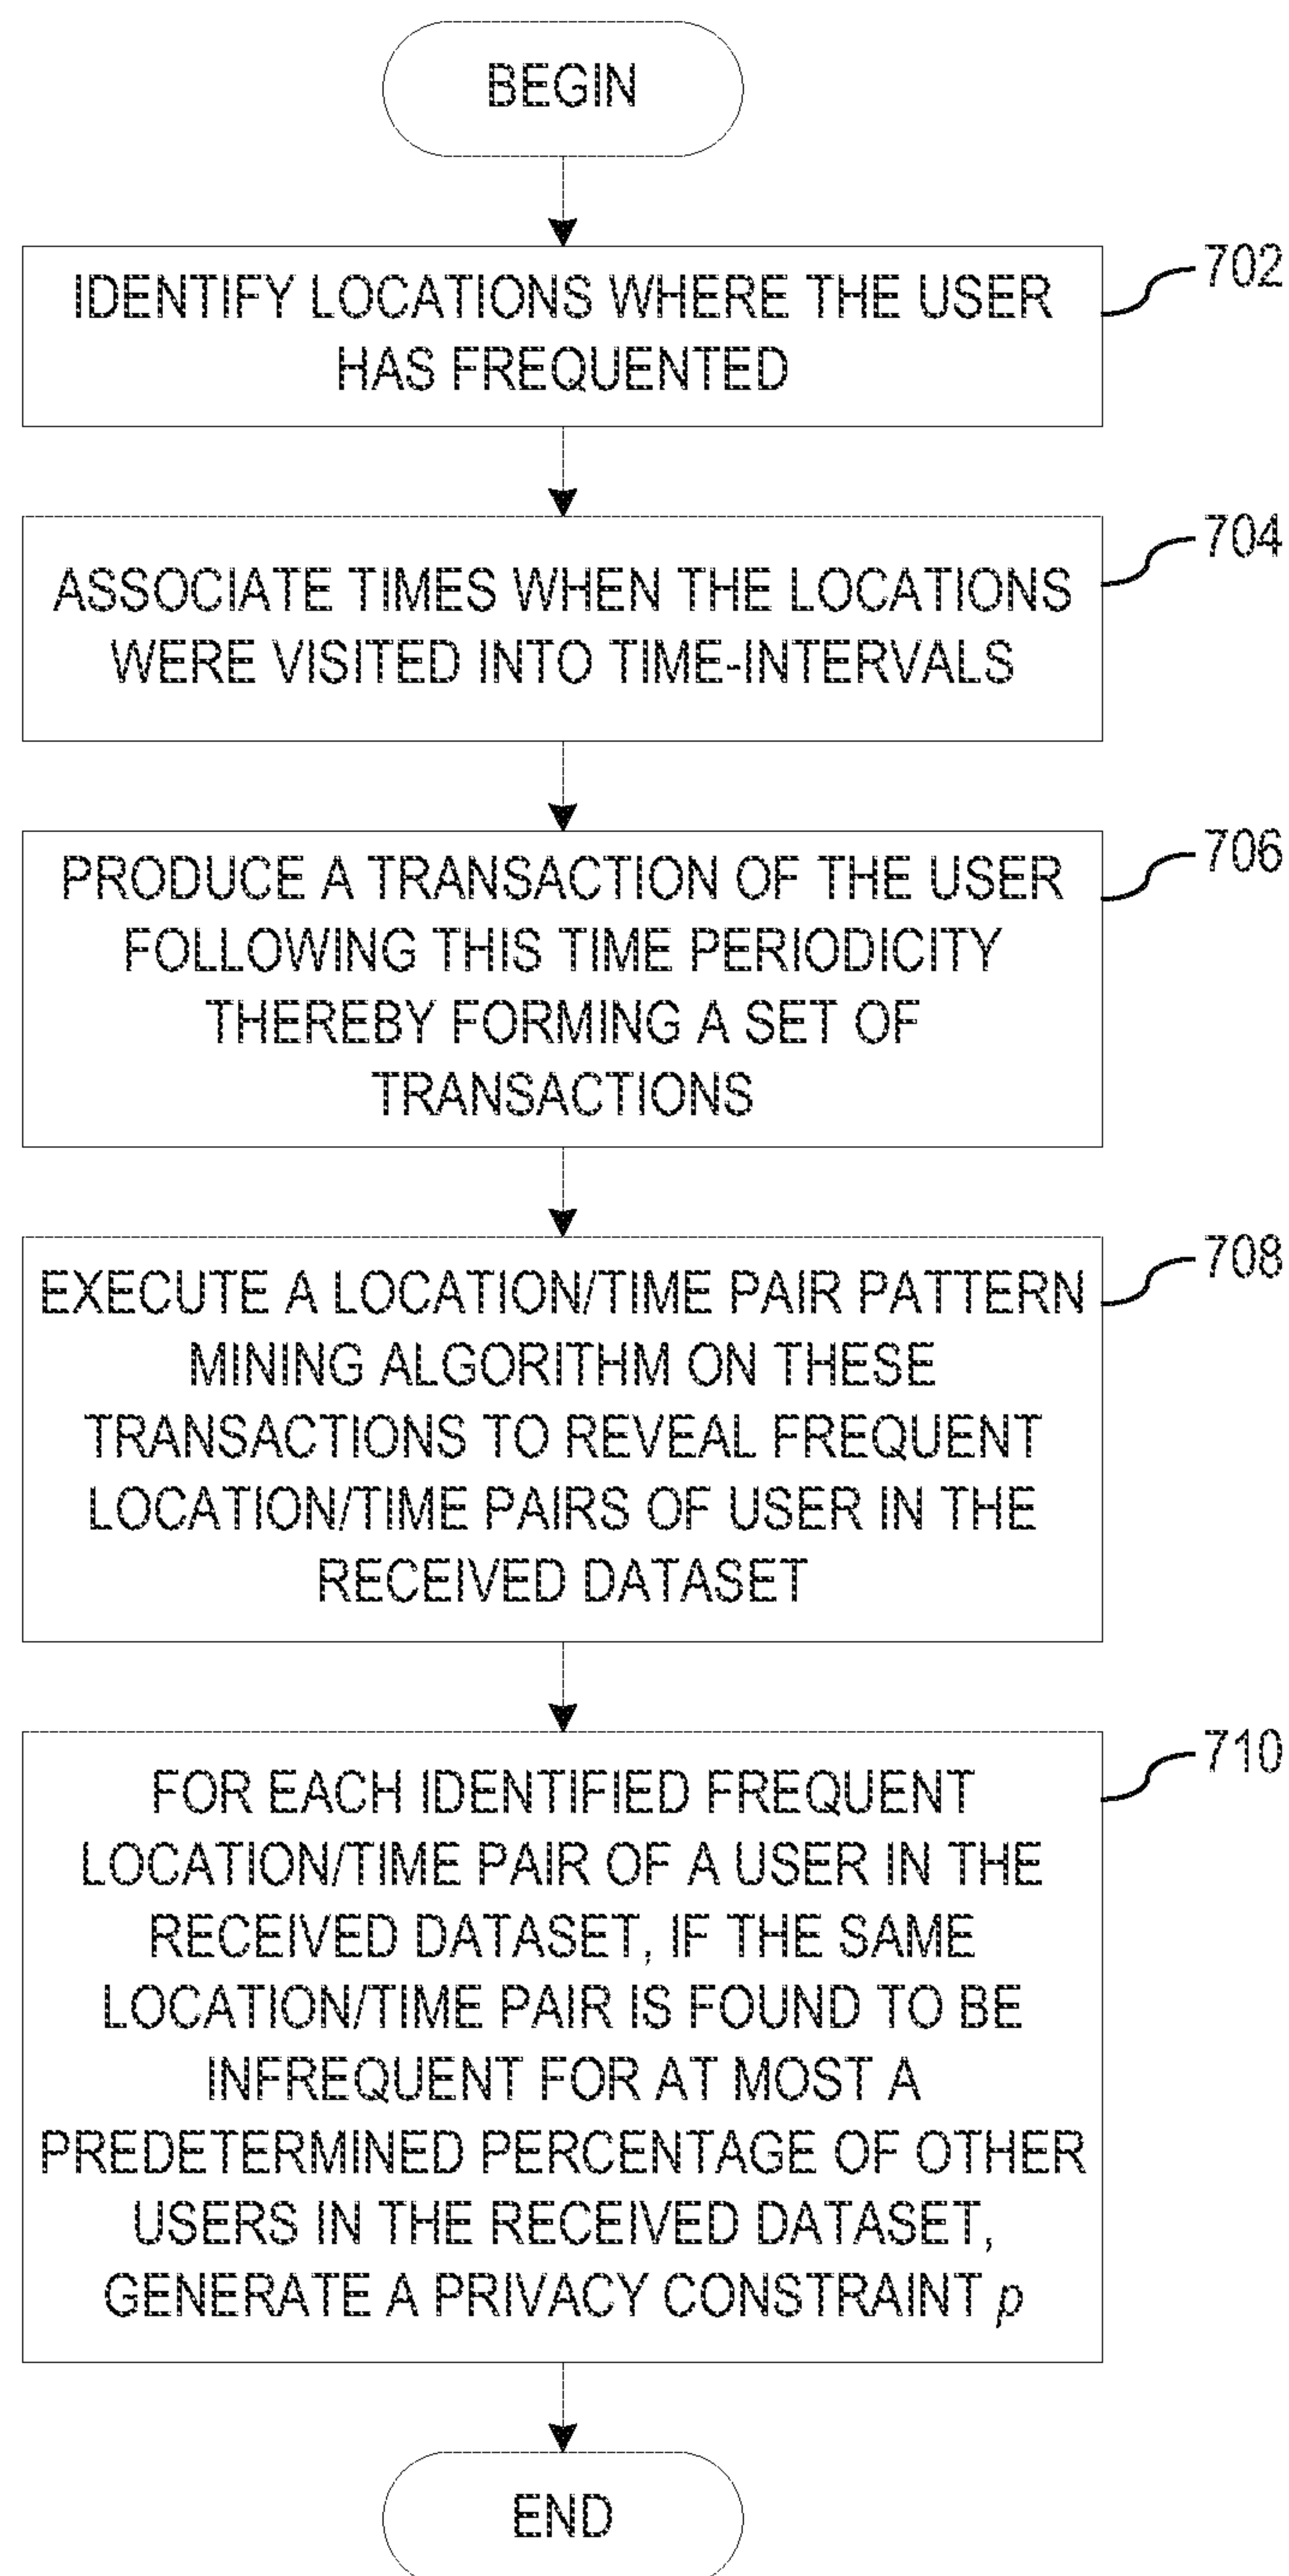 BEGIN
IDENTIFY LOCATIONS WHERE THE USER
HAS FREQUENTED
702
ASSOCIATE TIMES WHEN THE LOCATIONS
WERE VISITED INTO TIME-INTERVALS
704
PRODUCE A TRANSACTION OF THE USER
FOLLOWING THIS TIME PERIODICITY
THEREBY FORMING A SET OF
TRANSACTIONS
706
EXECUTE A LOCATION/TIME PAIR PATTERN
MINING ALGORITHM ON THESE
TRANSACTIONS TO REVEAL FREQUENT
LOCATION/TIME PAIRS OF USER IN THE
RECEIVED DATASET
708
FOR EACH IDENTIFIED FREQUENT
LOCATION/TIME PAIR OF A USER IN THE
RECEIVED DATASET, IF THE SAME
LOCATION/TIME PAIR IS FOUND TO BE
INFREQUENT FOR AT MOST A
PREDETERMINED PERCENTAGE OF OTHER
USERS IN THE RECEIVED DATASET,
GENERATE A PRIVACY CONSTRAINT p
710
END